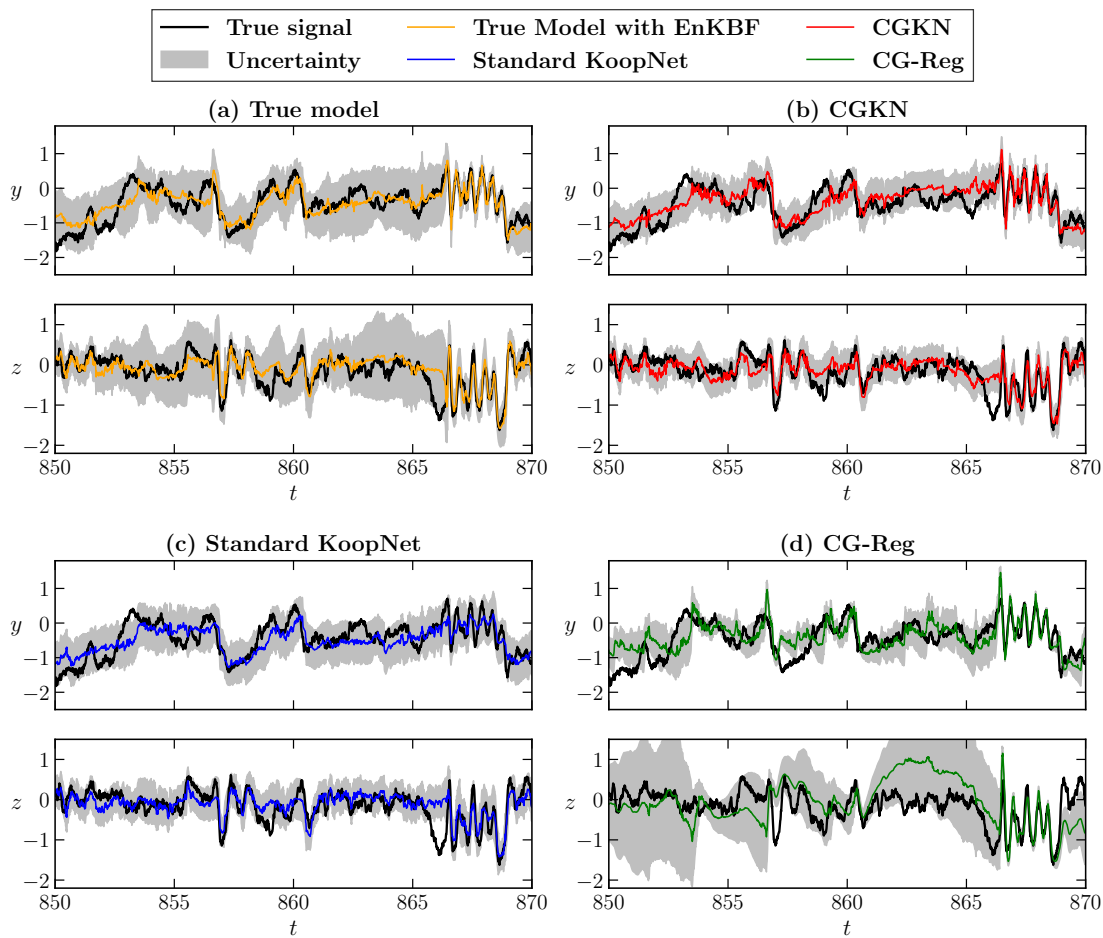 True signal True Model with EnKBF CGKN
Uncertainty Standard KoopNet CG-Reg
(a) True model (b) CGKN
1
0
−1
−2
y
1
0
−1
−2
y
1
0
−1
−2
z
850 855 860 865 870
t
1
0
−1
−2
z
850 855 860 865 870
t
(c) Standard KoopNet (d) CG-Reg
1
0
−1
−2
y
1
0
−1
−2
y
1
0
−1
−2
z
850 855 860 865 870
t
1
0
−1
−2
z
850 855 860 865 870
t